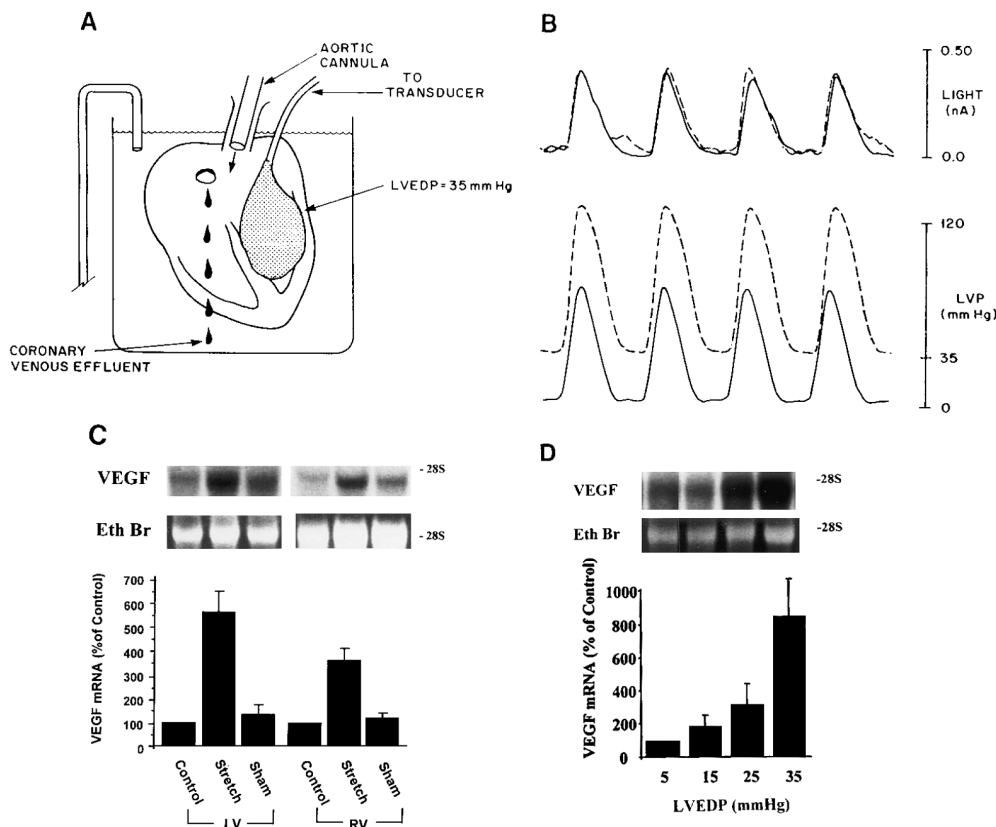 A
AORTIC
CANNULA
TO
TRANSDUCER
LVEDP = 35 mm Hg
CORONARY
VENOUS EFFLUENT
B
0.50
LIGHT
(nA)
0.0
120
LVP
(mm Hg)
35
0
C
VEGF
- 28S
Eth Br
- 28S
VEGF mRNA (% of Control)
700
600
500
400
300
200
100
0
Control
Stretch
Sham
Control
Stretch
Sham
LV
RV
D
VEGF
-28S
Eth Br
-28S
VEGF mRNA (% of Control)
1000
800
600
400
200
0
5 15 25 35
LVEDP (mmHg)